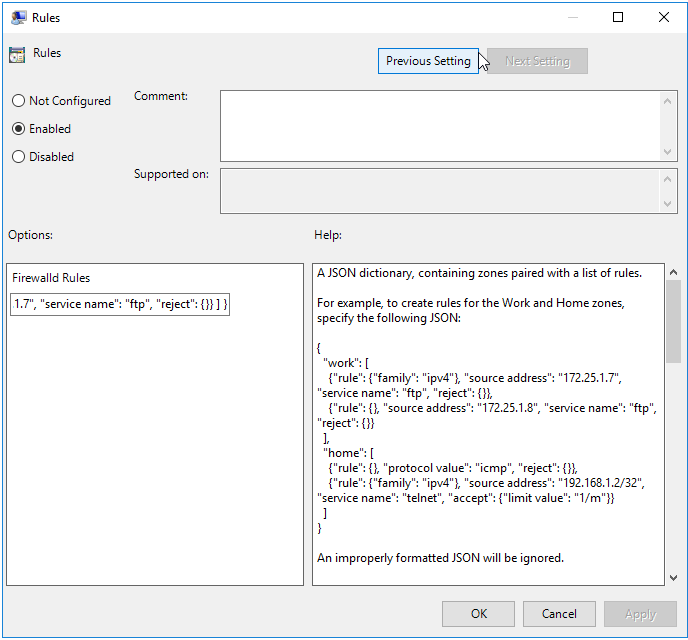 Rules
Rules
Previous Setting
Next Setting
Not Configured
Comment:
Enabled
Disabled
Supported on:
Options:
Help:
Firewalld Rules
1.7", "service name": "ftp", "reject": {}} ] }
A JSON dictionary, containing zones paired with a list of rules.
For example, to create rules for the Work and Home zones,
specify the following JSON:
{
"work": [
{"rule": {"family": "ipv4"}, "source address": "172.25.1.7",
"service name": "ftp", "reject": {}},
{"rule": {}, "source address": "172.25.1.8", "service name": "ftp",
"reject": {}}
],
"home": [
{"rule": {}, "protocol value": "icmp", "reject": {}},
{"rule": {"family": "ipv4"}, "source address": "192.168.1.2/32",
"service name": "telnet", "accept": {"limit value": "1/m"}}
]
}
An improperly formatted JSON will be ignored.
OK
Cancel
Apply